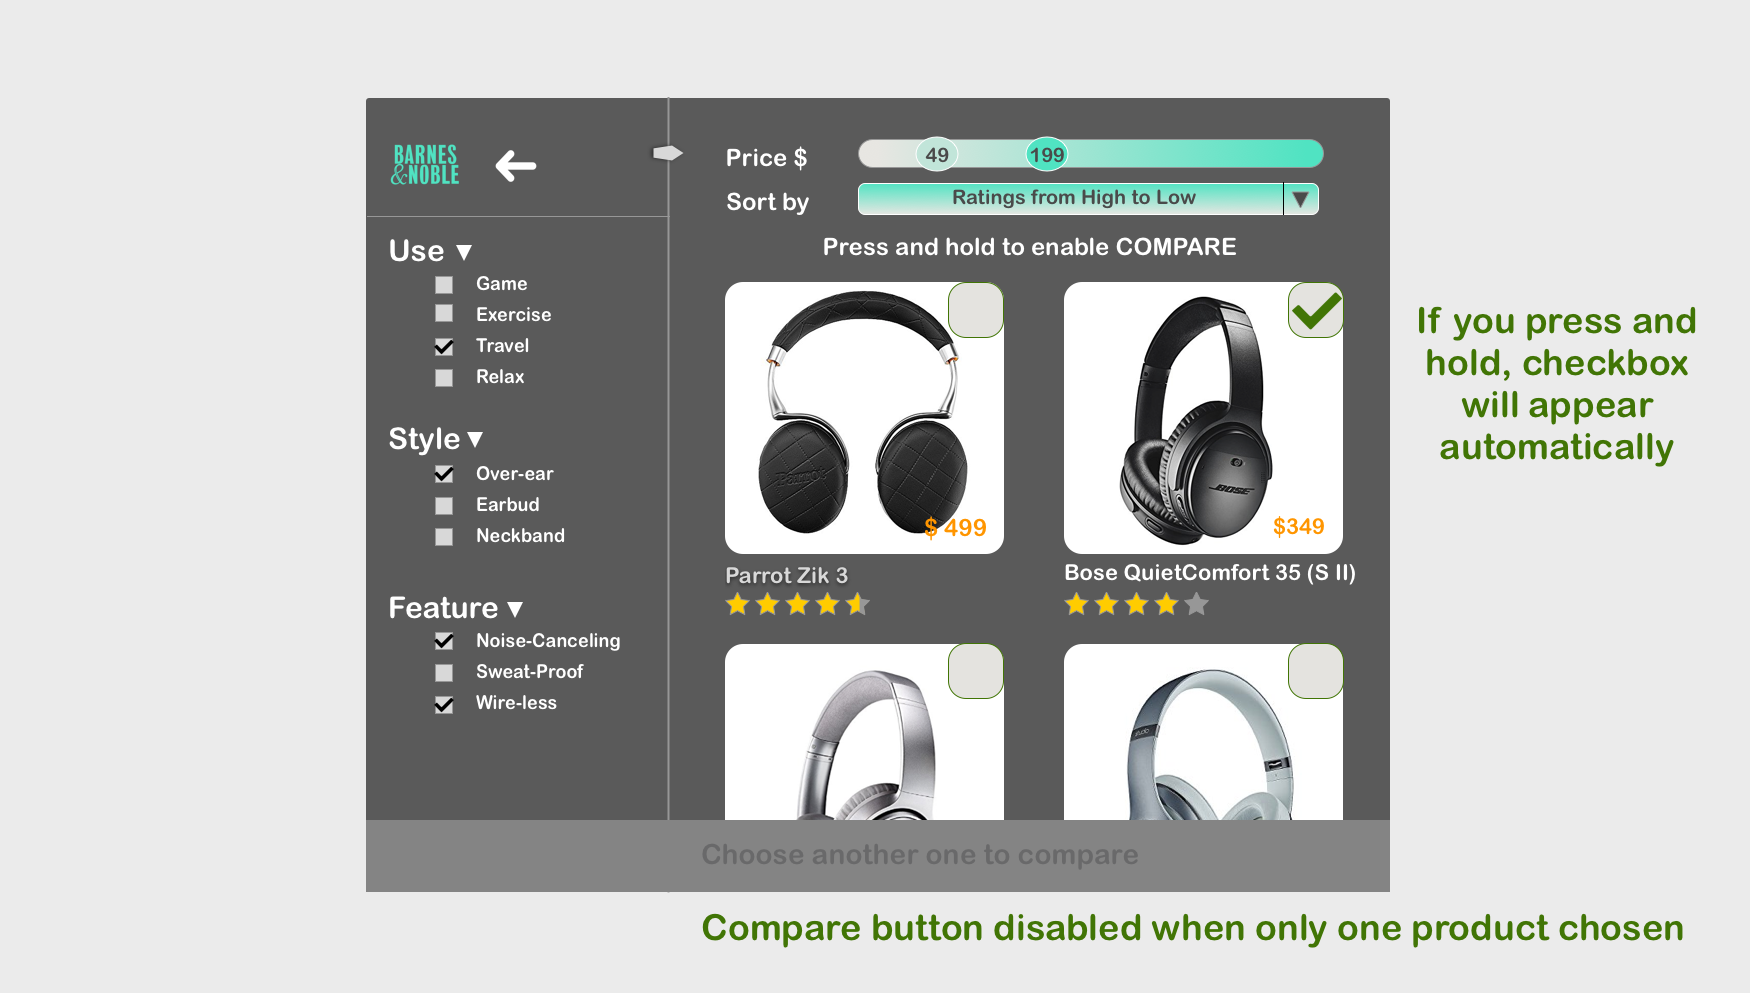 BARNES
&NOBLE
Price $
49
199
Sort by
Ratings from High to Low
Press and hold to enable COMPARE
Use
Game
Exercise
Travel
Relax
Style
Over-ear
Earbud
Neckband
Feature
Noise-Canceling
Sweat-Proof
Wire-less
Parrot
$ 499
Parrot Zik 3
BOSE
$349
Bose QuietComfort 35 (S II)
studio
Choose another one to compare
If you press and
hold, checkbox
will appear
automatically
Compare button disabled when only one product chosen